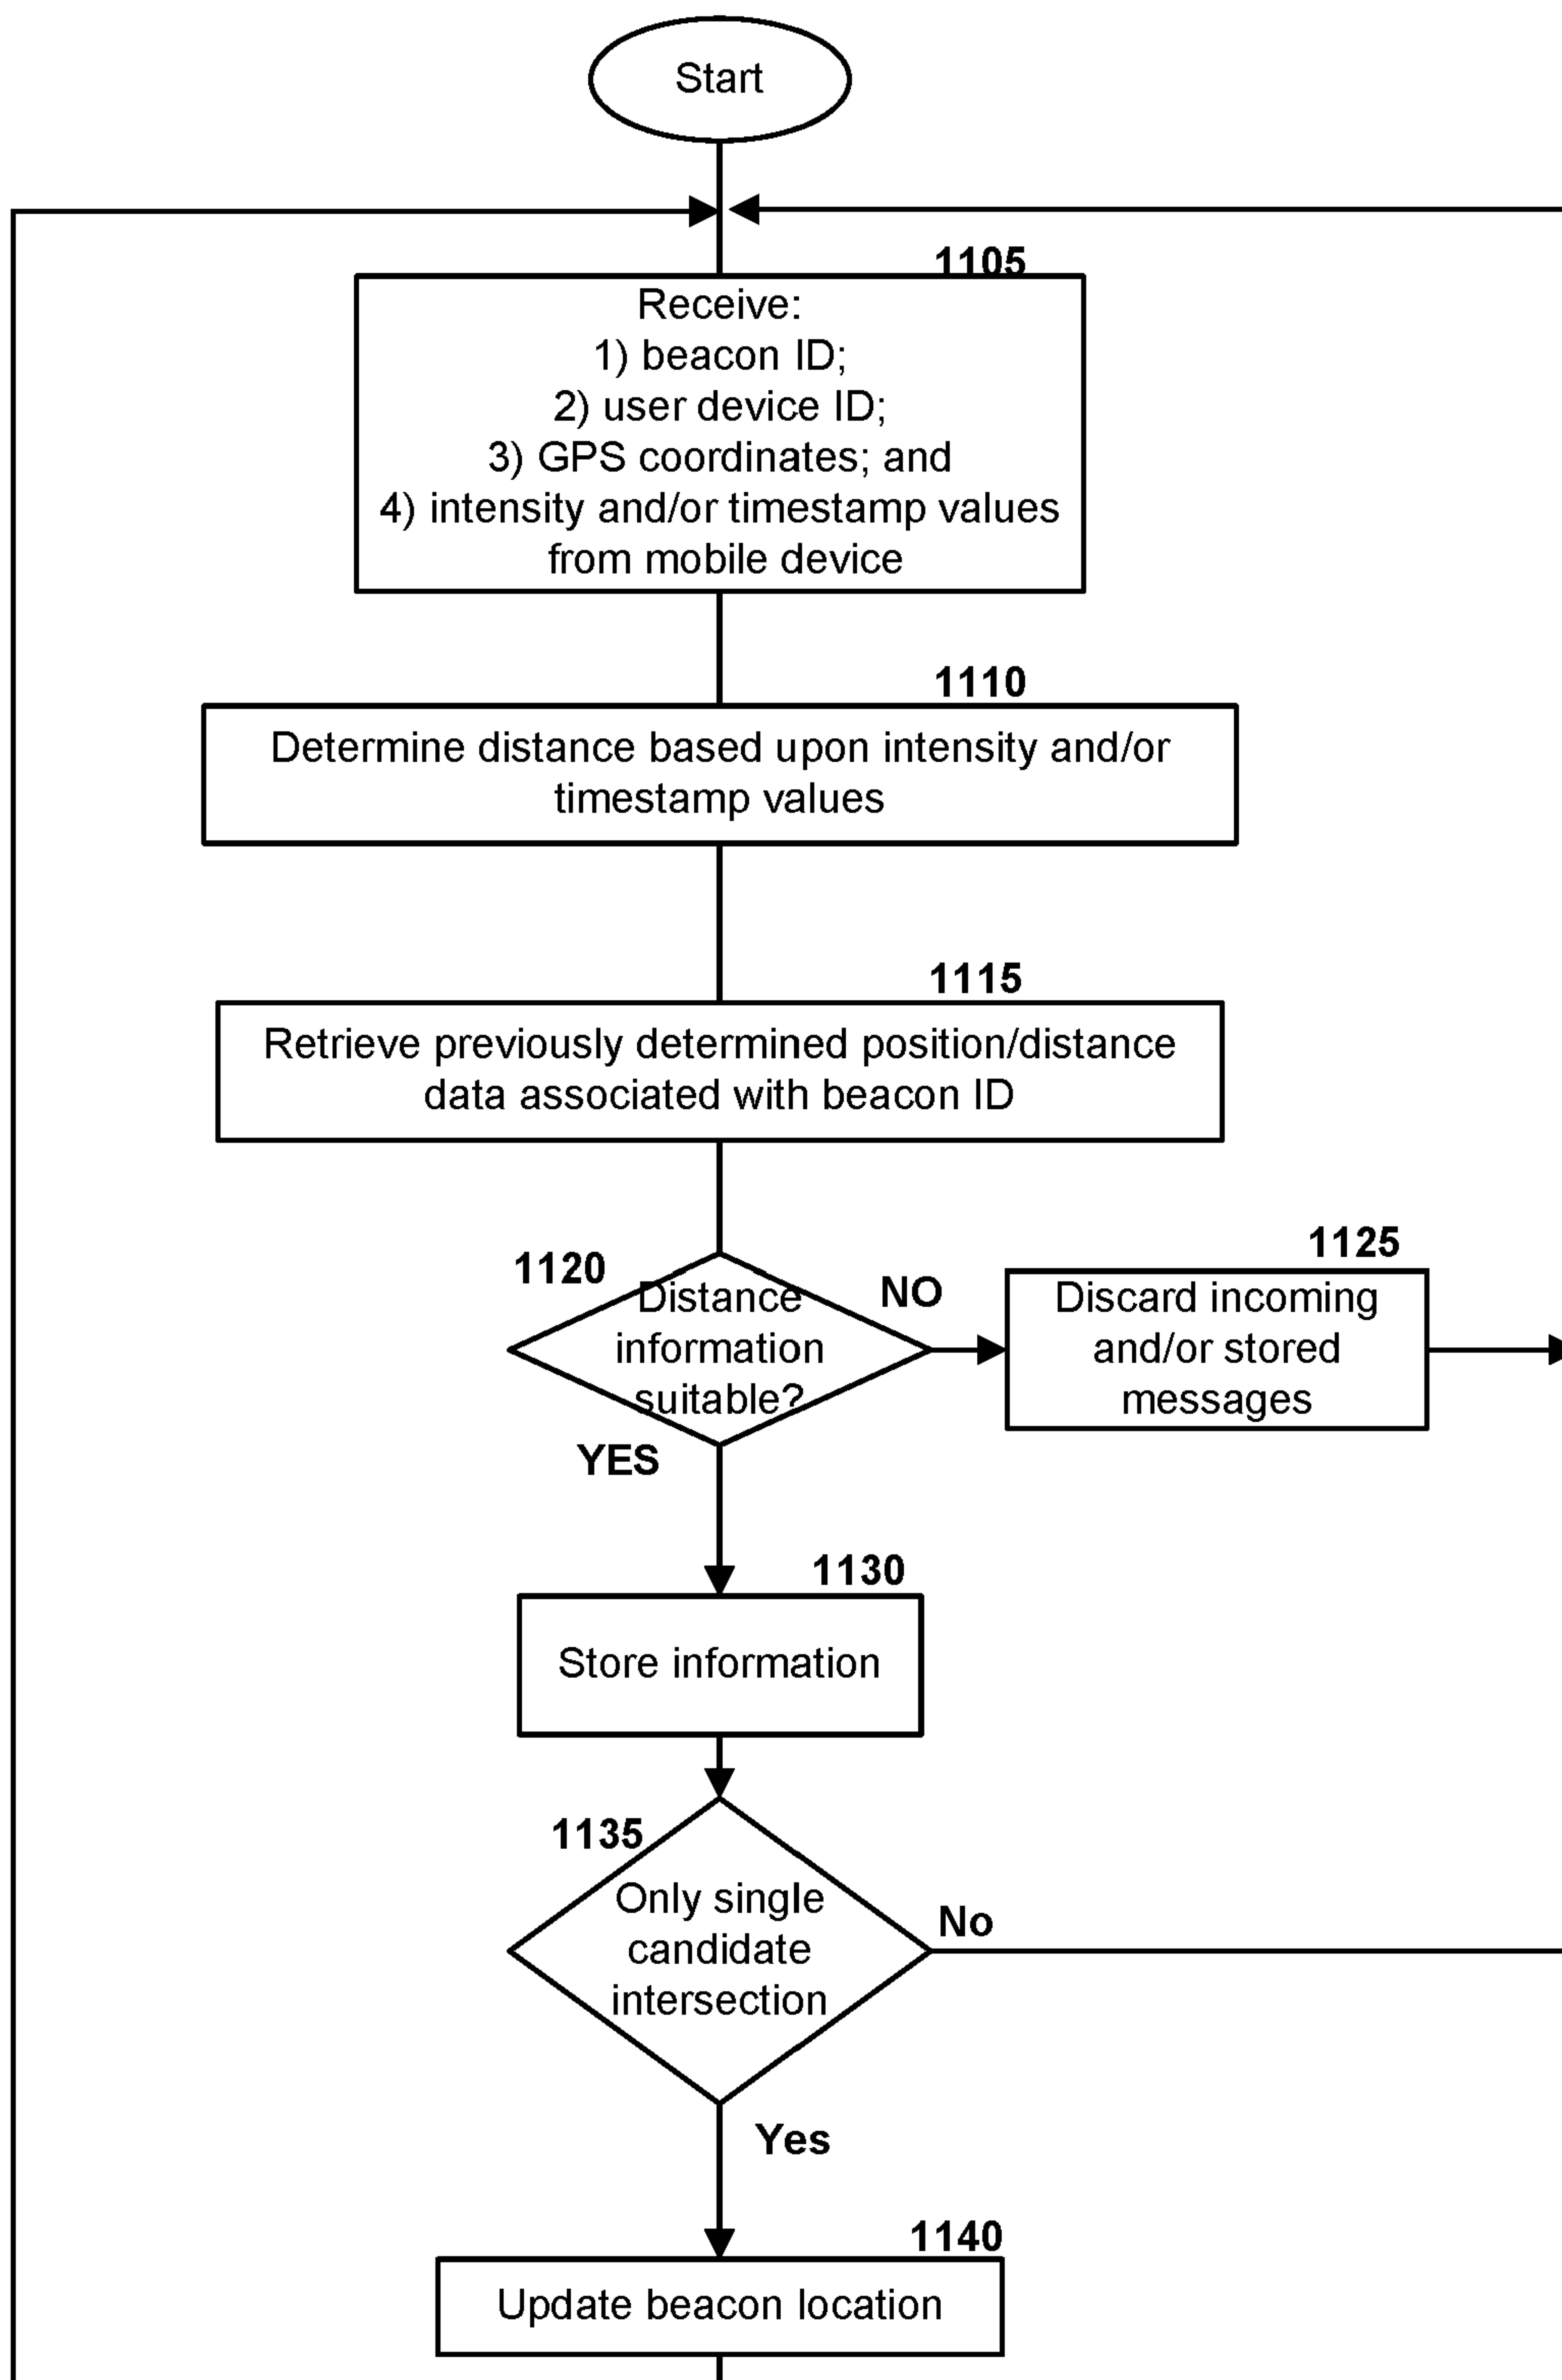 Start
1105
Receive:
1) beacon ID;
2) user device ID;
3) GPS coordinates; and
4) intensity and/or timestamp values
from mobile device
1110
Determine distance based upon intensity and/or
timestamp values
1115
Retrieve previously determined position/distance
data associated with beacon ID
1120
Distance
information
suitable?
NO
1125
Discard incoming
and/or stored
messages
YES
1130
Store information
1135
Only single
candidate
intersection
No
Yes
1140
Update beacon location